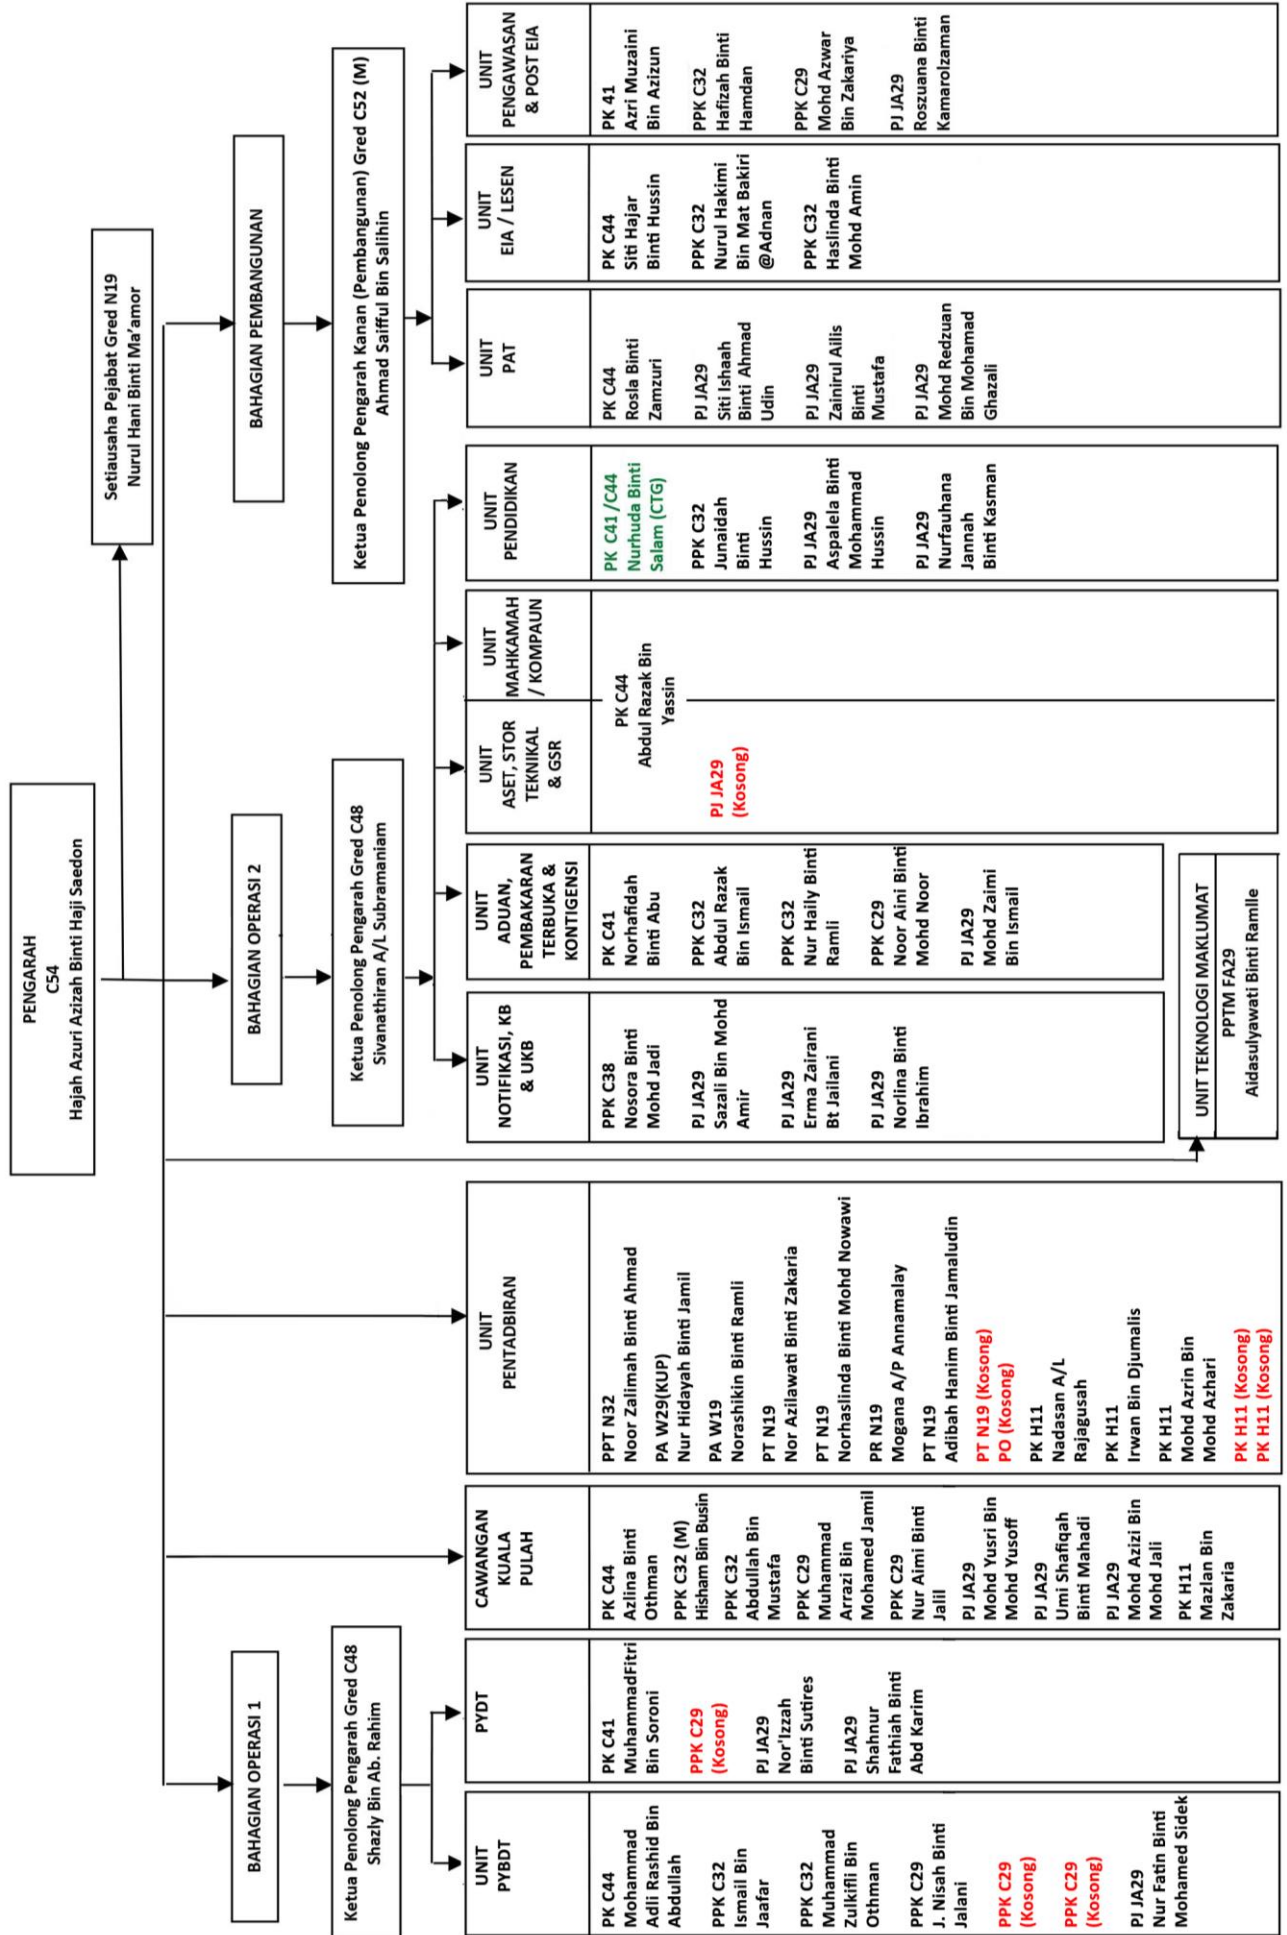 PENGARAH
C54
Hajah Azuri Azizah Binti Haji Saedon
Setiausaha Pejabat Gred N19
Nurul Hani Binti Ma'amor
BAHAGIAN OPERASI 1
BAHAGIAN OPERASI 2
BAHAGIAN PEMBANGUNAN
Ketua Penolong Pengarah Gred C48
Shazly Bin Ab. Rahim
Ketua Penolong Pengarah Gred C48
Sivanathiran A/L Subramaniam
Ketua Penolong Pengarah Kanan (Pembangunan) Gred C52 (M)
Ahmad Saifful Bin Salihin
UNIT
PYBDT
PK C44
Mohammad
Adli Rashid Bin
Abdullah
PPK C32
Ismail Bin
Jaafar
PPK C32
Muhammad
Zulkifli Bin
Othman
PPK C29
J. Nisah Binti
Jalani
PPK C29
(Kosong)
PPK C29
(Kosong)
PJ JA29
Nur Fatin Binti
Mohamed Sidek
PYDT
PK C41
MuhammadFitri
Bin Soroni
PPK C29
(Kosong)
PJ JA29
Nor'Izzah
Binti Sutires
PJ JA29
Shahnur
Fathiah Binti
Abd Karim
CAWANGAN
KUALA
PULAH
PK C44
Azlina Binti
Othman
PPK C32 (M)
Hisham Bin Busin
PPK C32
Abdullah Bin
Mustafa
PPK C29
Muhammad
Arrazi Bin
Mohamed Jamil
PPK C29
Nur Aimi Binti
Jalil
PJ JA29
Mohd Yusri Bin
Mohd Yusoff
PJ JA29
Umi Shafiqah
Binti Mahadi
PJ JA29
Mohd Azizi Bin
Mohd Jali
PK H11
Mazlan Bin
Zakaria
UNIT
PENTADBIRAN
PPT N32
Noor Zalimah Binti Ahmad
PA W29(KUP)
Nur Hidayah Binti Jamil
PA W19
Norashikin Binti Ramli
PT N19
Nor Azilawati Binti Zakaria
PT N19
Norhaslinda Binti Mohd Nowawi
PR N19
Mogana A/P Annamalay
PT N19
Adibah Hanim Binti Jamaludin
PT N19 (Kosong)
PO (Kosong)
PK H11
Nadasan A/L
Rajagusah
PK H11
Irwan Bin Djumalis
PK H11
Mohd Azrin Bin
Mohd Azhari
PK H11 (Kosong)
PK H11 (Kosong)
UNIT
NOTIFIKASI, KB
& UKB
PPK C38
Nosora Binti
Mohd Jadi
PJ JA29
Sazali Bin Mohd
Amir
PJ JA29
Erma Zairani
Bt Jailani
PJ JA29
Norlina Binti
Ibrahim
UNIT
ADUAN,
PEMBAKARAN
TERBUKA &
KONTIGENSI
PK C41
Norhafidah
Binti Abu
PPK C32
Abdul Razak
Bin Ismail
PPK C32
Nur Haily Binti
Ramli
PPK C29
Noor Aini Binti
Mohd Noor
PJ JA29
Mohd Zaimi
Bin Ismail
UNIT TEKNOLOGI MAKLUMAT
PPTM FA29
Aidasulyawati Binti Ramlle
UNIT
ASET, STOR
TEKNIKAL
& GSR
UNIT
MAHKAMAH
/ KOMPAUN
PK C44
Abdul Razak Bin
Yassin
PJ JA29
(Kosong)
UNIT
PENDIDIKAN
PK C41 /C44
Nurhuda Binti
Salam (CTG)
PPK C32
Junaidah
Binti
Hussin
PJ JA29
Aspalela Binti
Mohammad
Hussin
PJ JA29
Nurfauhana
Jannah
Binti Kasman
UNIT
PAT
PK C44
Rosla Binti
Zamzuri
PJ JA29
Siti Ishaah
Binti Ahmad
Udin
PJ JA29
Zainirul Ailis
Binti
Mustafa
PJ JA29
Mohd Redzuan
Bin Mohamad
Ghazali
UNIT
EIA / LESEN
PK C44
Siti Hajar
Binti Hussin
PPK C32
Nurul Hakimi
Bin Mat Bakiri
@Adnan
PPK C32
Haslinda Binti
Mohd Amin
UNIT
PENGAWASAN
& POST EIA
PK 41
Azri Muzaini
Bin Azizun
PPK C32
Hafizah Binti
Hamdan
PPK C29
Mohd Azwar
Bin Zakariya
PJ JA29
Roszuana Binti
Kamarolzaman